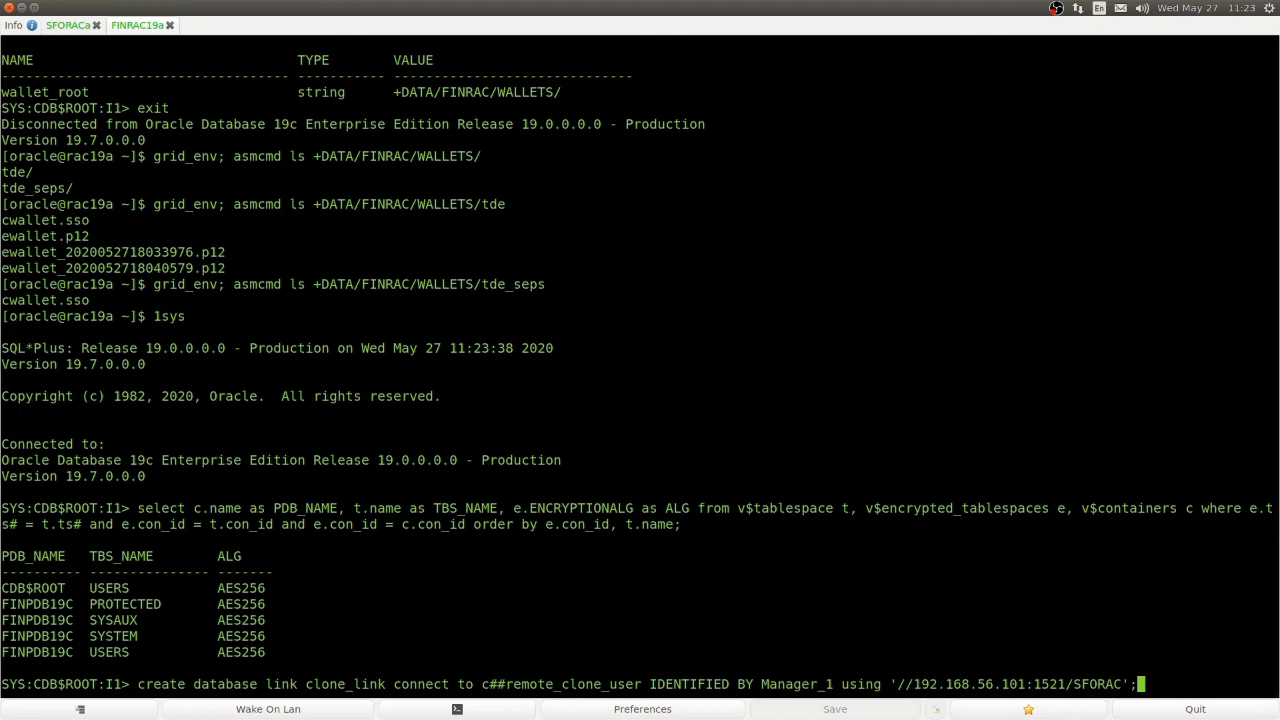 En Wed May 27 11:23
Info SFORACa FINRAC19a
NAME TYPE VALUE
------------------------------------ ----------- ------------------------------
wallet_root string +DATA/FINRAC/WALLETS/
SYS:CDB$ROOT:I1> exit
Disconnected from Oracle Database 19c Enterprise Edition Release 19.0.0.0.0 - Production
Version 19.7.0.0.0
[oracle@rac19a ~]$ grid_env; asmcmd ls +DATA/FINRAC/WALLETS/
tde/
tde_seps/
[oracle@rac19a ~]$ grid_env; asmcmd ls +DATA/FINRAC/WALLETS/tde
cwallet.sso
ewallet.p12
ewallet_2020052718033976.p12
ewallet_2020052718040579.p12
[oracle@rac19a ~]$ grid_env; asmcmd ls +DATA/FINRAC/WALLETS/tde_seps
cwallet.sso
[oracle@rac19a ~]$ 1sys
SQL*Plus: Release 19.0.0.0.0 - Production on Wed May 27 11:23:38 2020
Version 19.7.0.0.0
Copyright (c) 1982, 2020, Oracle.  All rights reserved.
Connected to:
Oracle Database 19c Enterprise Edition Release 19.0.0.0.0 - Production
Version 19.7.0.0.0
SYS:CDB$ROOT:I1> select c.name as PDB_NAME, t.name as TBS_NAME, e.ENCRYPTIONALG as ALG from v$tablespace t, v$encrypted_tablespaces e, v$containers c where e.t
s# = t.ts# and e.con_id = t.con_id and e.con_id = c.con_id order by e.con_id, t.name;
PDB_NAME TBS_NAME ALG
---------- --------------- -------
CDB$ROOT USERS AES256
FINPDB19C PROTECTED AES256
FINPDB19C SYSAUX AES256
FINPDB19C SYSTEM AES256
FINPDB19C USERS AES256
SYS:CDB$ROOT:I1> create database link clone_link connect to c##remote_clone_user IDENTIFIED BY Manager_1 using '//192.168.56.101:1521/SFORAC';
Wake On Lan Preferences Save Quit